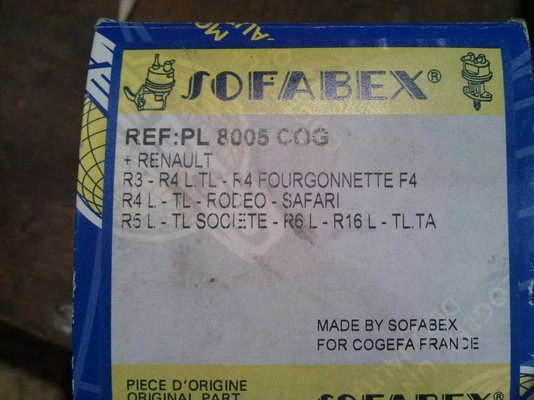 SOFABEX®
REF:PL 8005 COG
+ RENAULT
R3 - R4 L.TL - R4 FOURGONNETTE F4
R4 L - TL - RODEO - SAFARI
R5 L - TL SOCIETE - R6 L - R16 L - TL.TA
MADE BY SOFABEX
FOR COGEFA FRANCE
PIECE D'ORIGINE
ORIGINAL PART
SOFABEX®